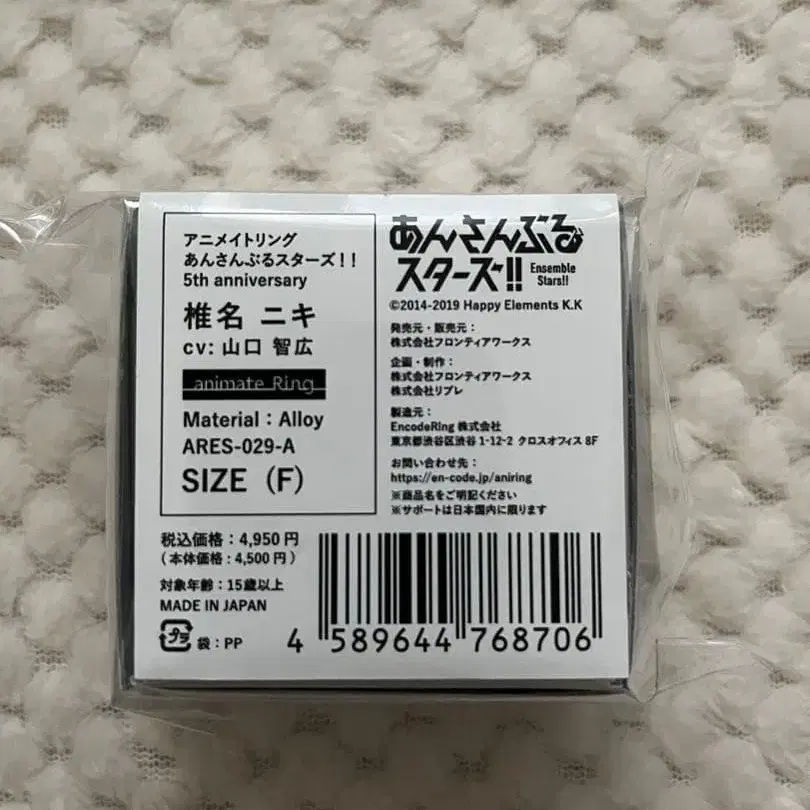 アニメイトリング
あんさんぶるスターズ！！
5th anniversary
椎名 ニキ
cv: 山口 智広
animate Ring
Material：Alloy
ARES-029-A
SIZE（F）
あんさんぶる
スターズ!!
Ensemble
Stars!!
©2014-2019 Happy Elements K.K
発売元・販売元：
株式会社フロンティアワークス
企画・制作：
株式会社フロンティアワークス
株式会社リブレ
製造元：
EncodeRing 株式会社
東京都渋谷区渋谷 1-12-2 クロスオフィス 8F
お問い合わせ先：
https://en-code.jp/aniring
※商品名をご明記ください
※サポートは日本国内に限ります
税込価格：4,950 円
（本体価格：4,500 円）
対象年齢：15歳以上
MADE IN JAPAN
プラ
袋：PP
4 589644 768706